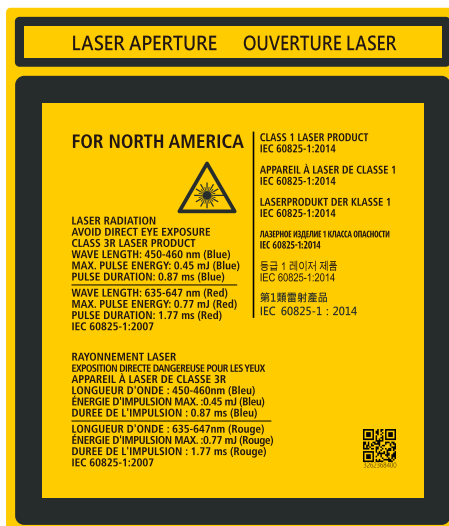 LASER APERTURE OUVERTURE LASER
FOR NORTH AMERICA
LASER RADIATION
AVOID DIRECT EYE EXPOSURE
CLASS 3R LASER PRODUCT
WAVE LENGTH: 450-460 nm (Blue)
MAX. PULSE ENERGY: 0.45 mJ (Blue)
PULSE DURATION: 0.87 ms (Blue)
WAVE LENGTH: 635-647 nm (Red)
MAX. PULSE ENERGY: 0.77 mJ (Red)
PULSE DURATION: 1.77 ms (Red)
IEC 60825-1:2007
RAYONNEMENT LASER
EXPOSITION DIRECTE DANGEREUSE POUR LES YEUX
APPAREIL À LASER DE CLASSE 3R
LONGUEUR D'ONDE : 450-460nm (Bleu)
ÉNERGIE D'IMPULSION MAX. :0.45 mJ (Bleu)
DUREE DE L'IMPULSION : 0.87 ms (Bleu)
LONGUEUR D'ONDE : 635-647nm (Rouge)
ÉNERGIE D'IMPULSION MAX. :0.77 mJ (Rouge)
DUREE DE L'IMPULSION : 1.77 ms (Rouge)
IEC 60825-1:2007
CLASS 1 LASER PRODUCT
IEC 60825-1:2014
APPAREIL À LASER DE CLASSE 1
IEC 60825-1:2014
LASERPRODUKT DER KLASSE 1
IEC 60825-1:2014
ЛАЗЕРНОЕ ИЗДЕЛИЕ 1 КЛАССА ОПАСНОСТИ
IEC 60825-1:2014
등급 1 레이저 제품
IEC 60825-1:2014
第1類雷射產品
IEC 60825-1 : 2014
3262368400